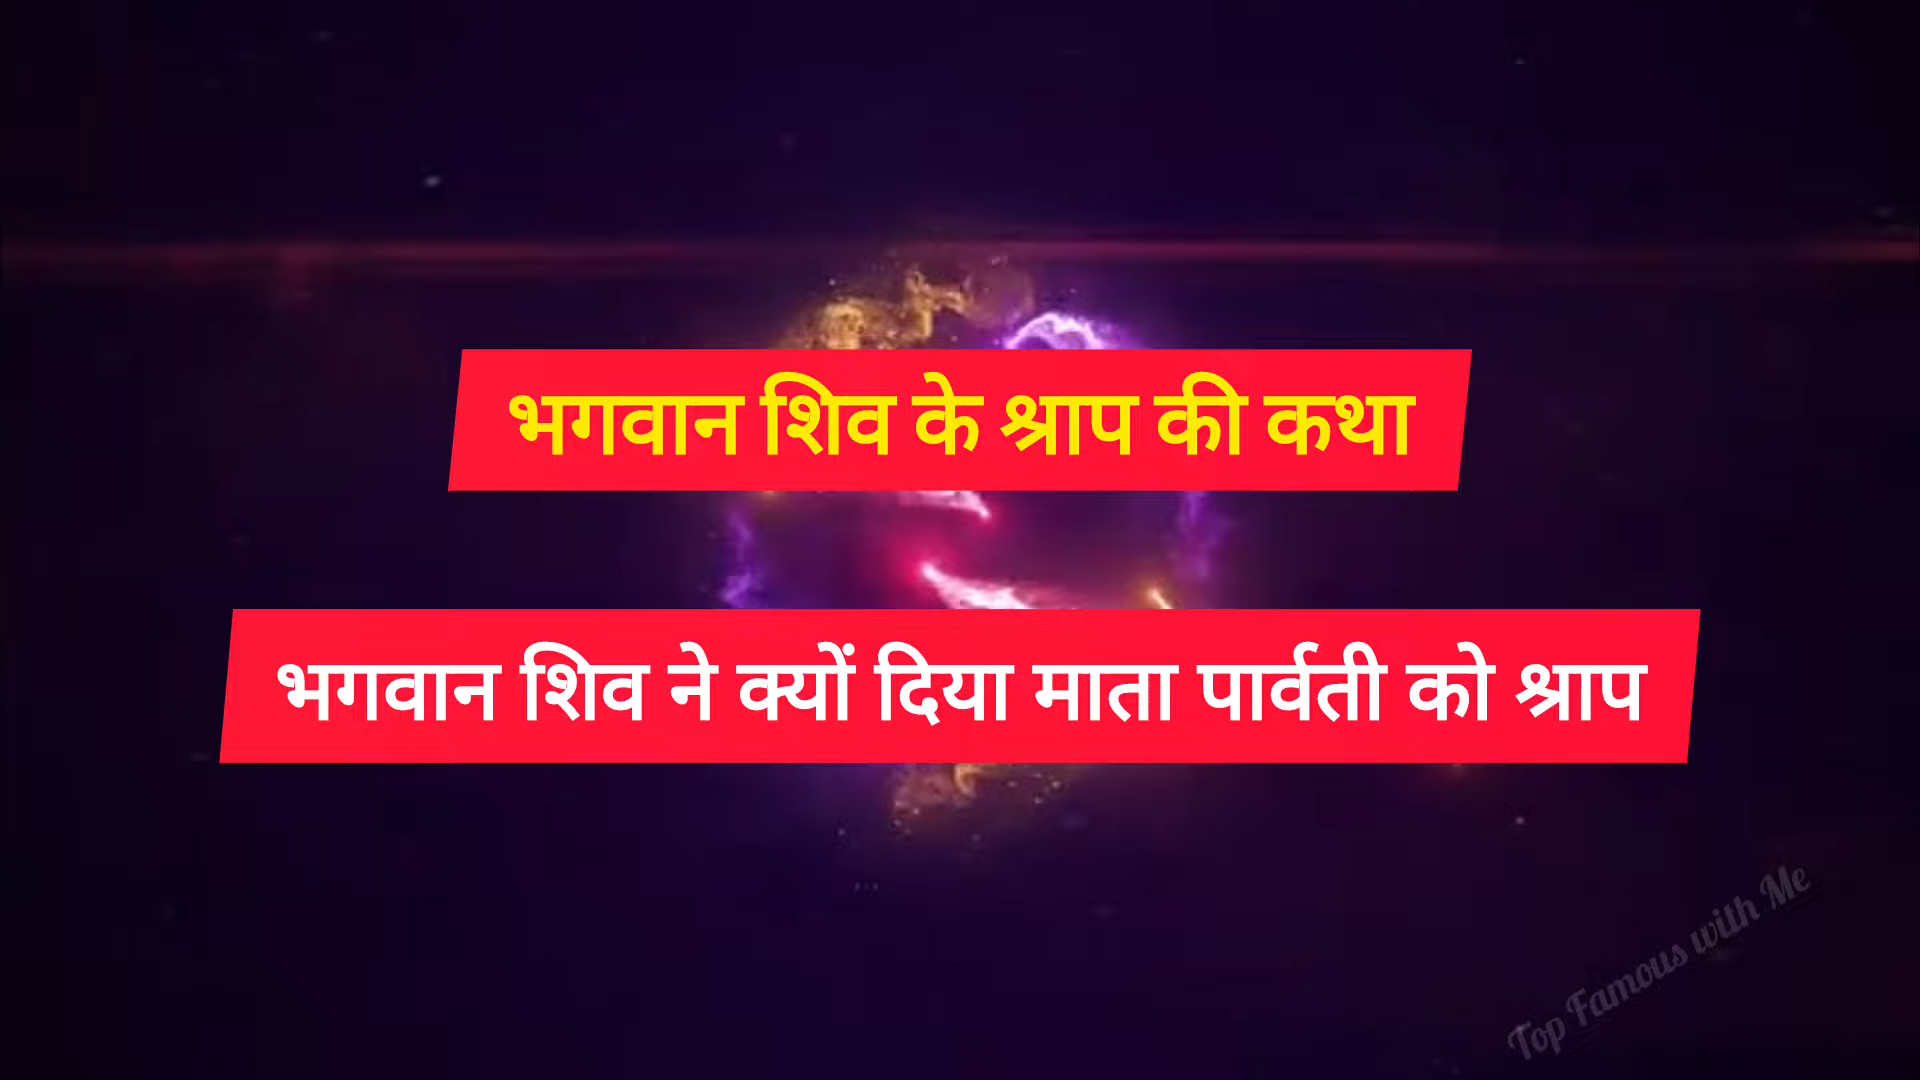 भगवान शिव के श्राप की कथा
भगवान शिव ने क्यों दिया माता पार्वती को श्राप
Top Famous with Me